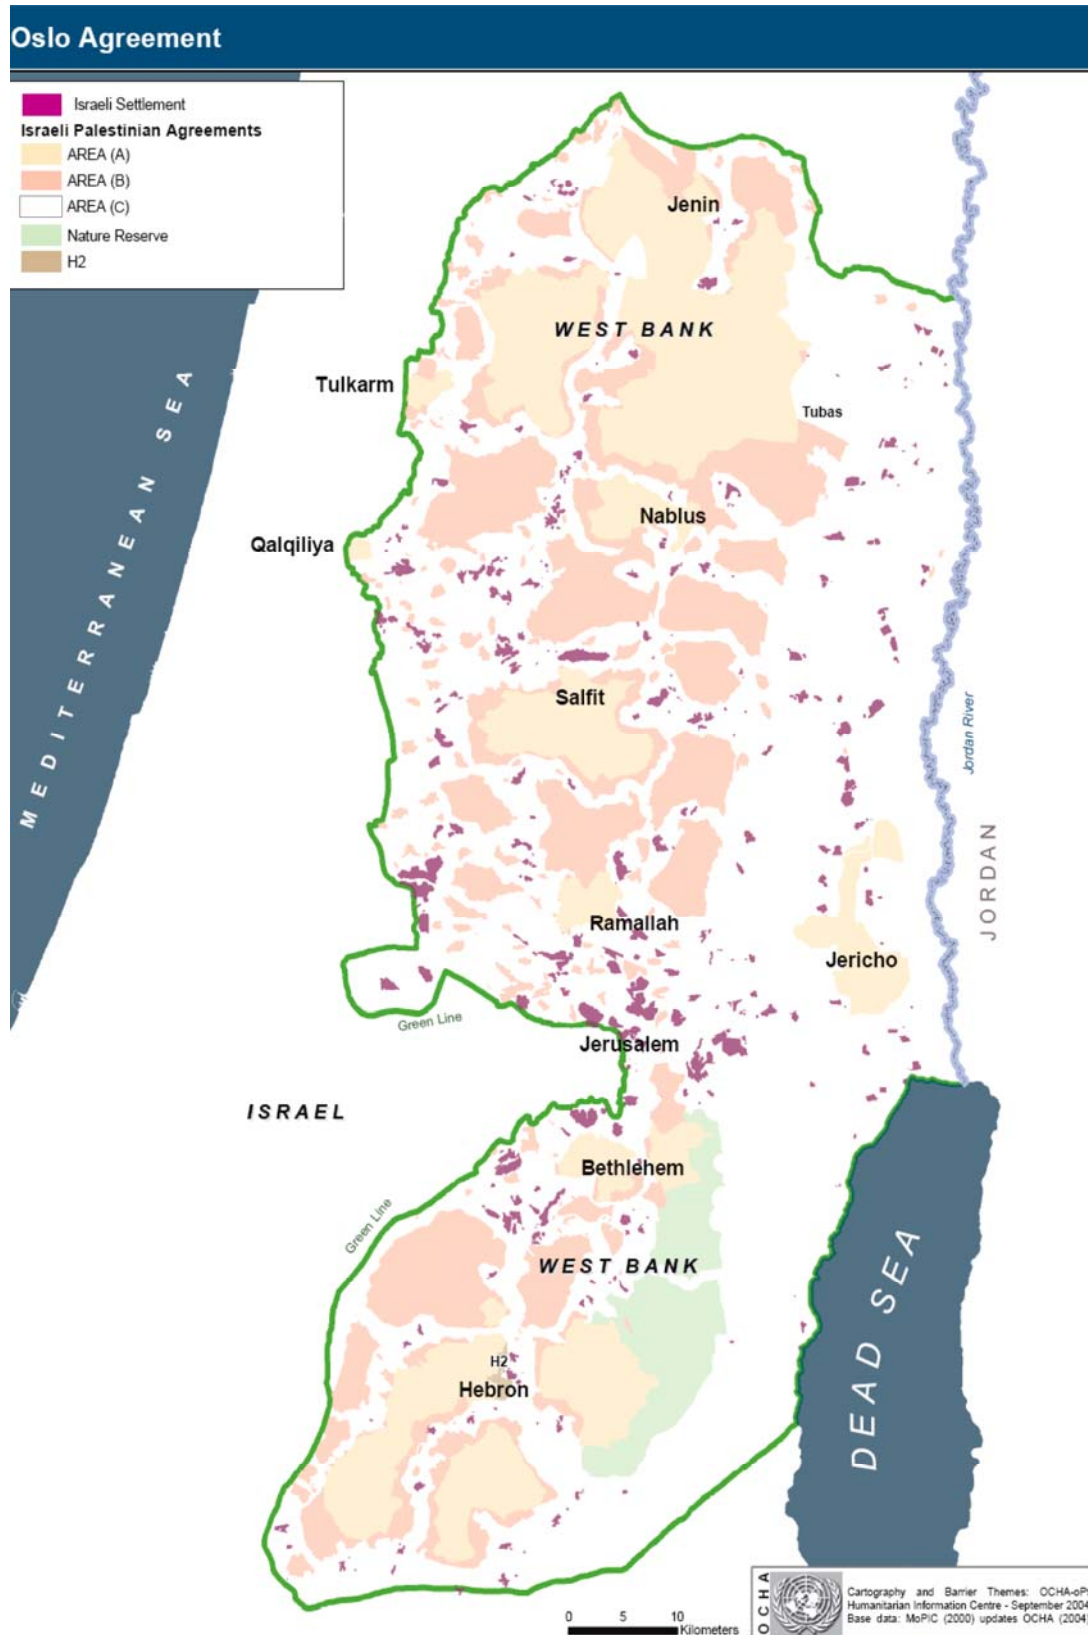 Oslo Agreement
Israeli Settlement
Israeli Palestinian Agreements
AREA (A)
AREA (B)
AREA (C)
Nature Reserve
H2
Jenin
WEST BANK
Tulkarm
Tubas
Nablus
Qalqiliya
MEDITERRANEAN SEA
Salfit
Jordan River
JORDAN
Ramallah
Jericho
Green Line
Jerusalem
ISRAEL
Bethlehem
Green Line
WEST BANK
DEAD SEA
H2
Hebron
OCHA
Cartography and Barrier Themes: OCHA-oPt
Humanitarian Information Centre - September 2004
Base data: MoPIC (2000) updates OCHA (2004)
0 5 10
Kilometers